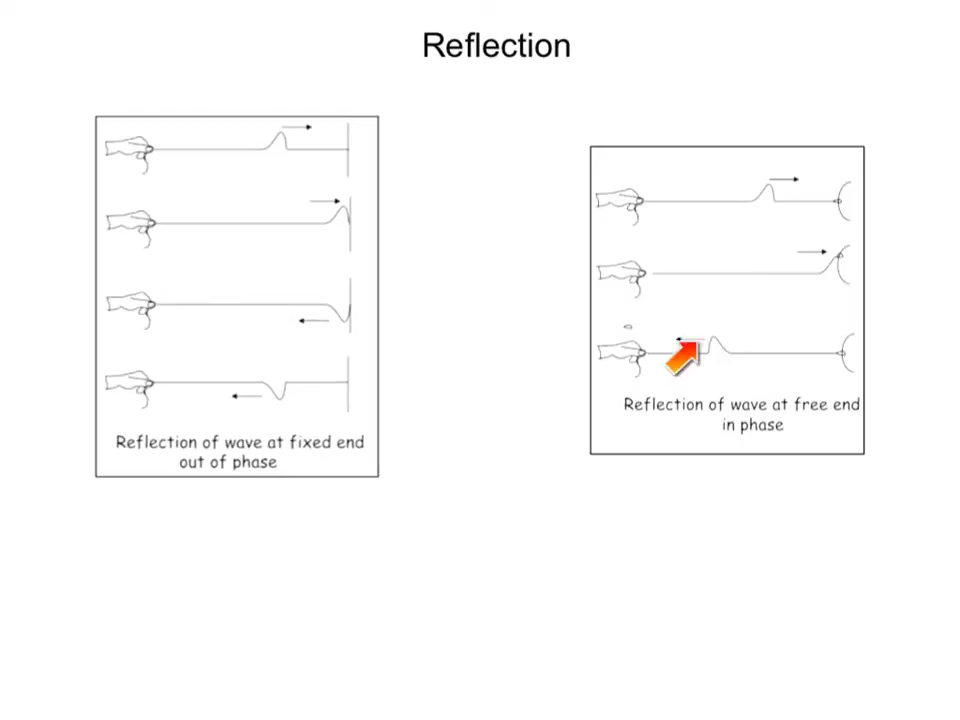 Reflection
Reflection of wave at fixed end
out of phase
Reflection of wave at free end
in phase